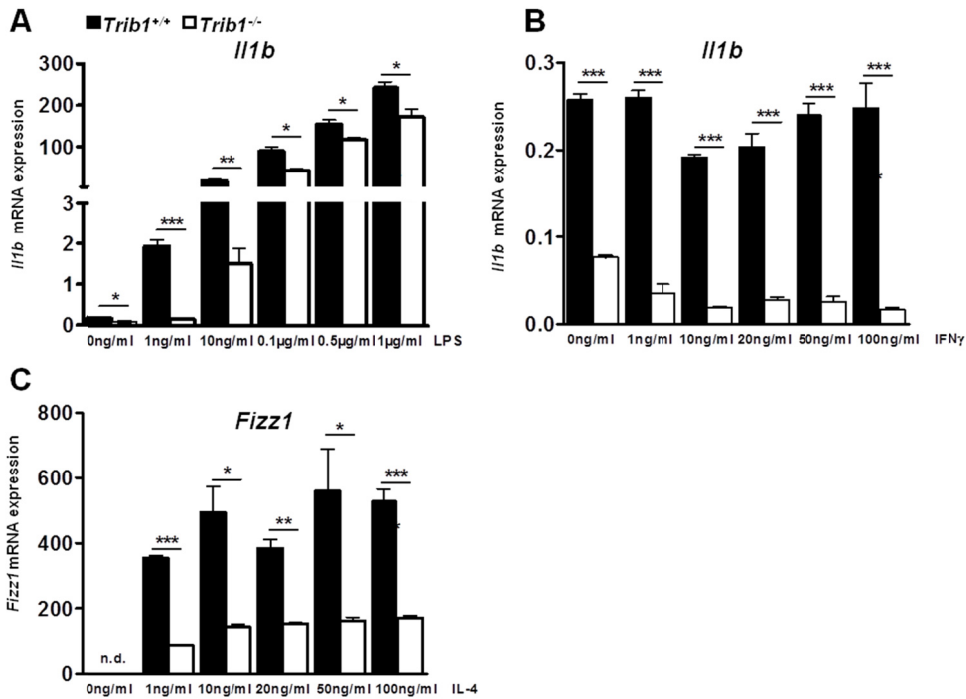 A
Trib1+/+ Trib1-/-
Il1b
Il1b mRNA expression
300
200
100
3
2
1
0
* *** ** * * *
0ng/ml 1ng/ml 10ng/ml 0.1µg/ml 0.5µg/ml 1µg/ml LPS
B
Il1b
Il1b mRNA expression
0.3
0.2
0.1
0.0
*** *** *** *** *** ***
*
0ng/ml 1ng/ml 10ng/ml 20ng/ml 50ng/ml 100ng/ml IFNγ
C
Fizz1
Fizz1 mRNA expression
800
600
400
200
0
n.d. *** * ** * ***
*
0ng/ml 1ng/ml 10ng/ml 20ng/ml 50ng/ml 100ng/ml IL-4